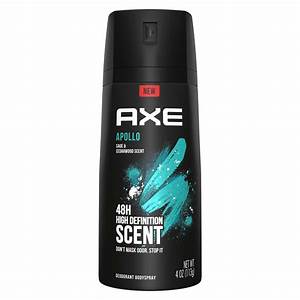 NEW
AXE
APOLLO
SAGE &
CEDARWOOD SCENT
48H
HIGH DEFINITION
SCENT
DON'T MASK ODOR, STOP IT
DEODORANT BODYSPRAY
NET WT
4 OZ (113g)